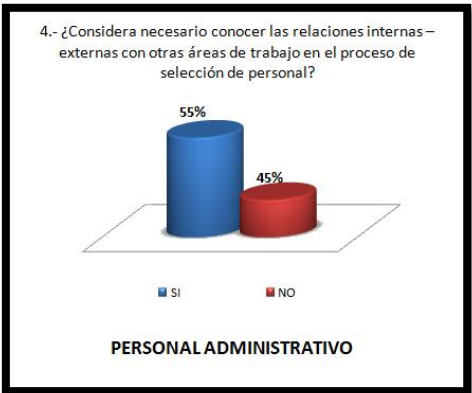 4.- ¿Considera necesario conocer las relaciones internas –
externas con otras áreas de trabajo en el proceso de
selección de personal?
55%
45%
SI
NO
PERSONAL ADMINISTRATIVO